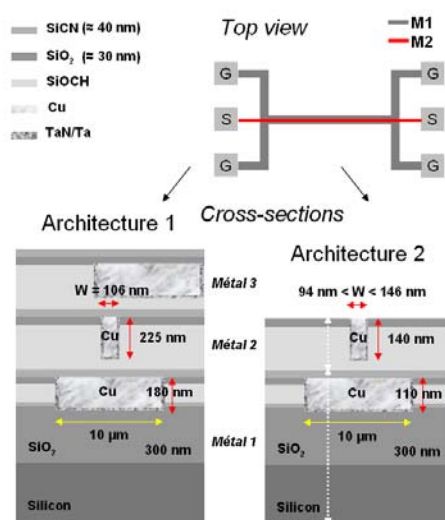 SiCN (≈ 40 nm)
SiO₂ (≈ 30 nm)
SiOCH
Cu
TaN/Ta
Top view
M1
M2
G
G
S
S
G
G
Cross-sections
Architecture 1
Architecture 2
Métal 3
W = 106 nm
94 nm < W < 146 nm
Cu
225 nm
Métal 2
Cu
140 nm
Cu
180 nm
Cu
110 nm
10 µm
Métal 1
10 µm
SiO₂
300 nm
SiO₂
300 nm
Silicon
Silicon